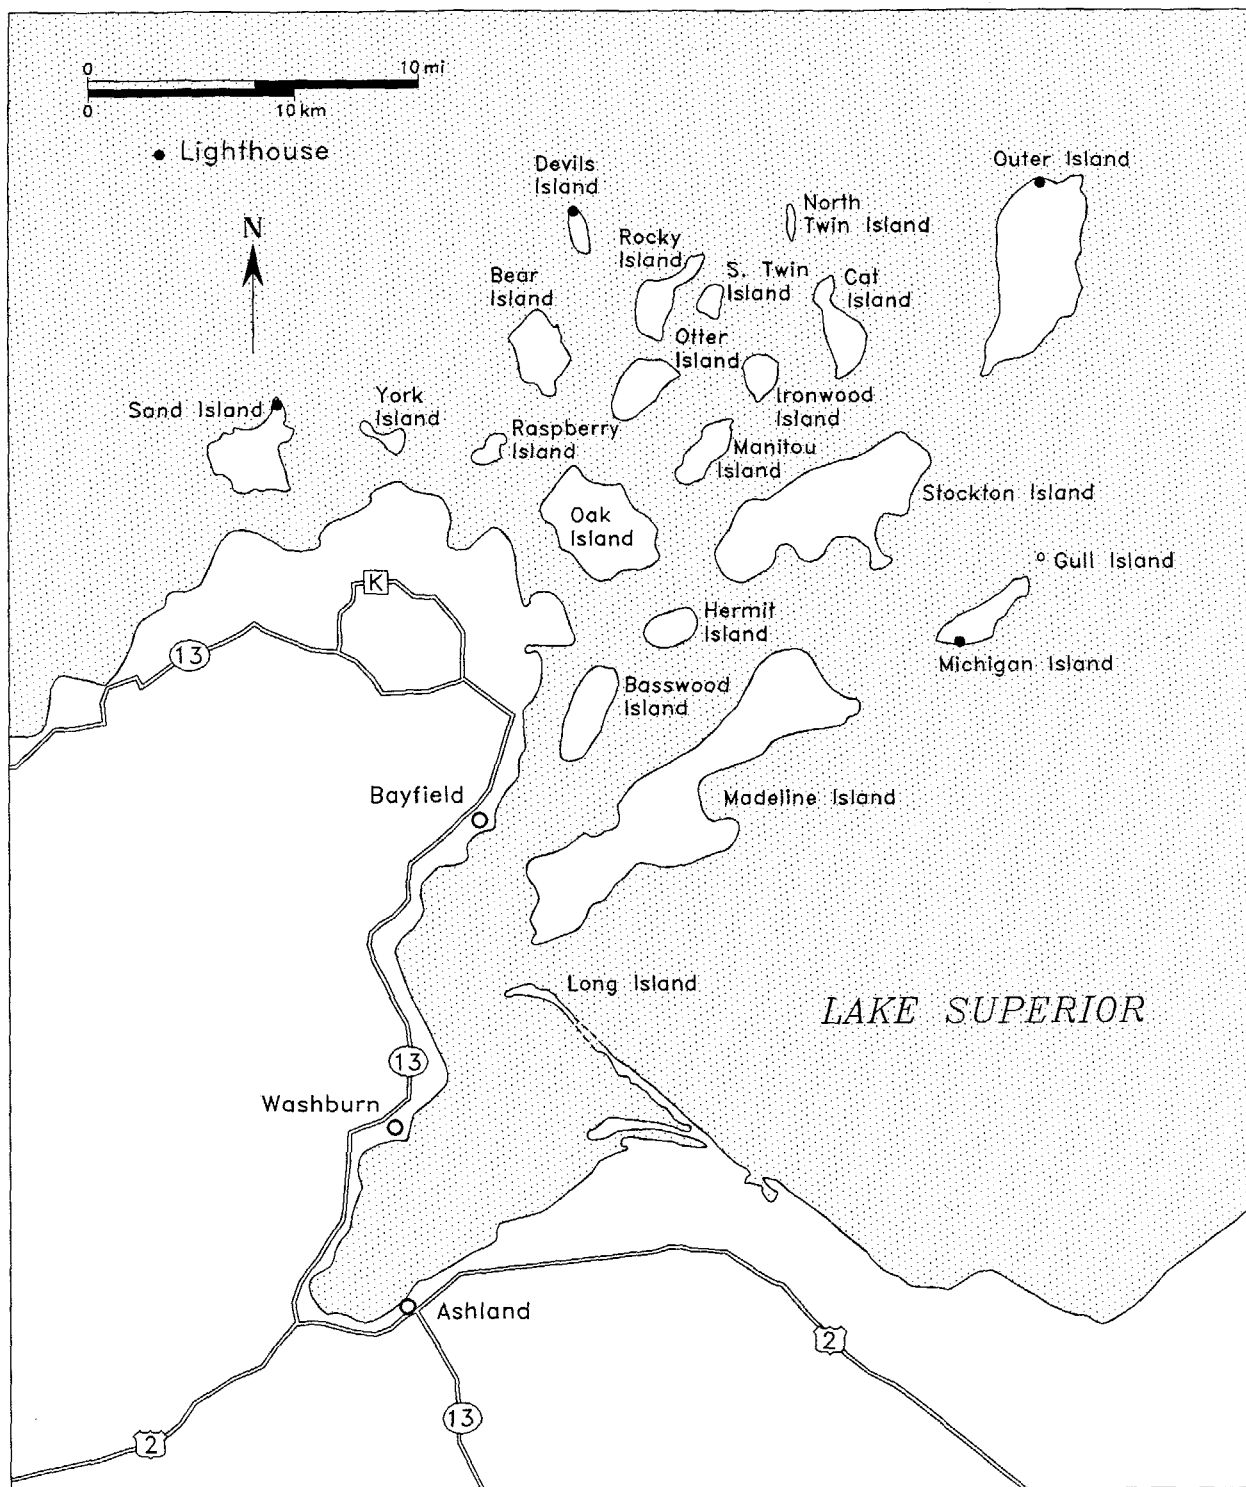 0 10 mi
0 10 km
Lighthouse
N
Devils
Island
Outer Island
North
Twin Island
Rocky
Island
S. Twin
Island
Bear
Island
Cat
Island
Otter
Island
Sand Island
York
Island
Ironwood
Island
Raspberry
Island
Manitou
Island
Stockton Island
Oak
Island
Gull Island
K
Hermit
Island
13
Michigan Island
Basswood
Island
Bayfield
Madeline Island
Long Island
LAKE SUPERIOR
13
Washburn
Ashland
2
13
2